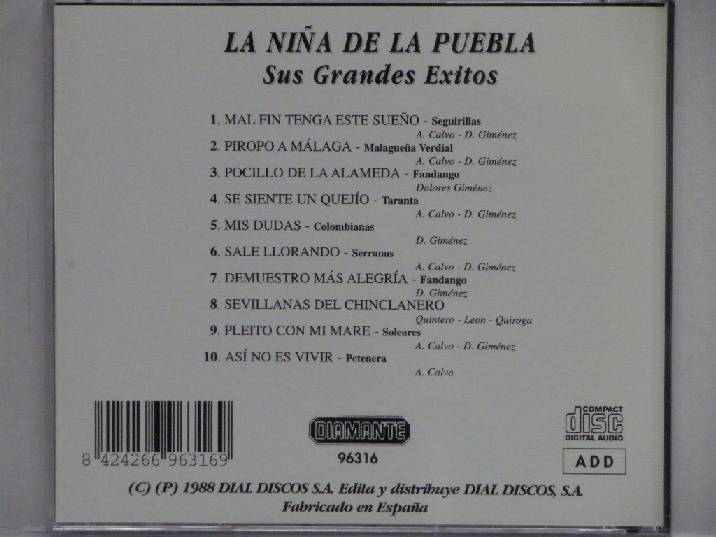 LA NIÑA DE LA PUEBLA
Sus Grandes Exitos
1. MAL FIN TENGA ESTE SUEÑO - Seguirillas
A. Calvo - D. Giménez
2. PIROPO A MÁLAGA - Malagueña Verdial
A. Calvo - D. Giménez
3. POCILLO DE LA ALAMEDA - Fandango
Dolores Giménez
4. SE SIENTE UN QUEJÍO - Taranta
A. Calvo - D. Giménez
5. MIS DUDAS - Colombianas
D. Giménez
6. SALE LLORANDO - Serranas
A. Calvo - D. Giménez
7. DEMUESTRO MÁS ALEGRÍA - Fandango
D. Giménez
8. SEVILLANAS DEL CHINCLANERO
Quintero - Leon - Quiroga
9. PLEITO CON MI MARE - Soleares
A. Calvo - D. Giménez
10. ASÍ NO ES VIVIR - Petenera
A. Calvo
8 424266 963169
DIAMANTE
96316
COMPACT
disc
DIGITAL AUDIO
ADD
(C) (P) 1988 DIAL DISCOS S.A. Edita y distribuye DIAL DISCOS, S.A.
Fabricado en España